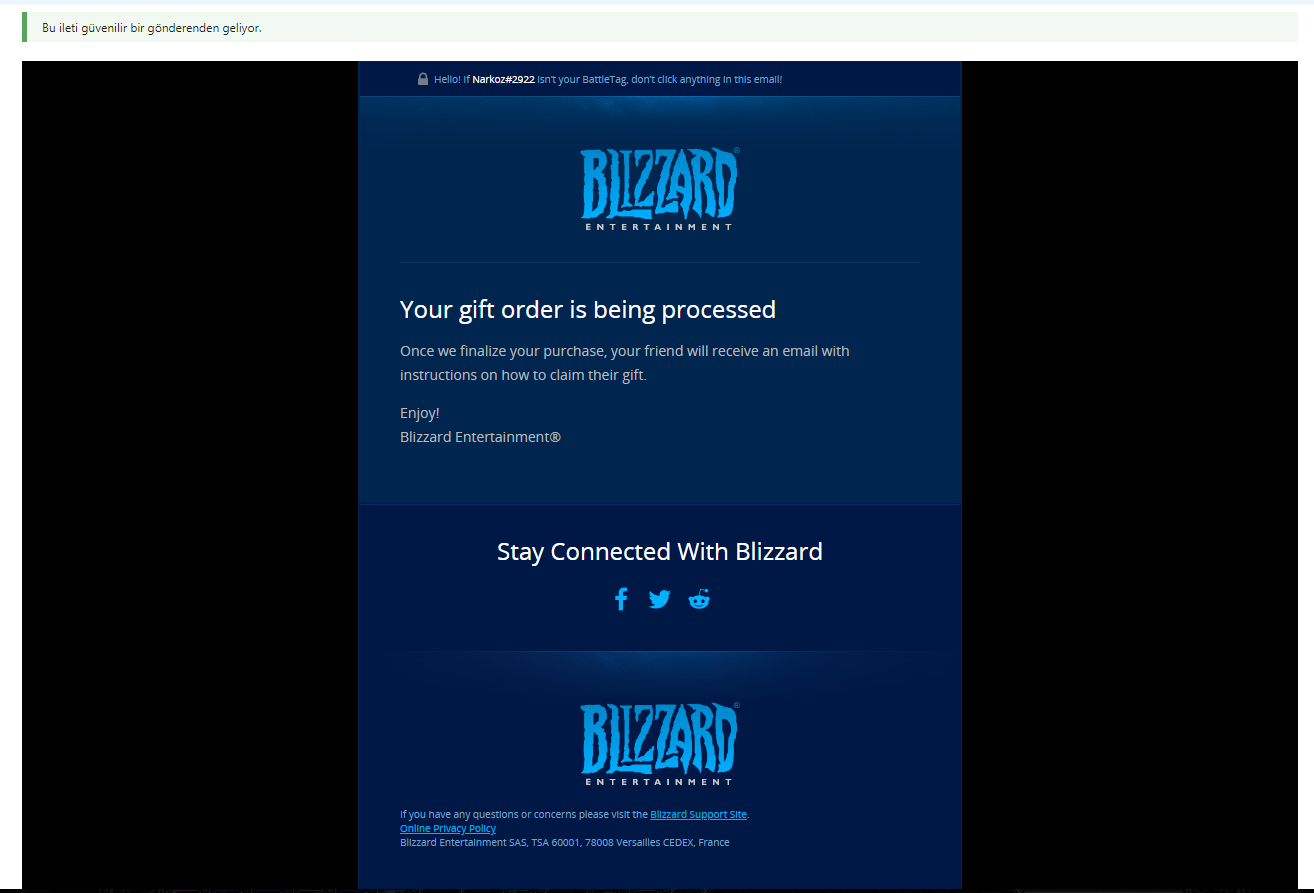 Bu ileti güvenilir bir gönderenden geliyor.
Hello! If Narkoz#2922 isn't your BattleTag, don't click anything in this email!
BLIZZARD®
ENTERTAINMENT
Your gift order is being processed
Once we finalize your purchase, your friend will receive an email with
instructions on how to claim their gift.
Enjoy!
Blizzard Entertainment®
Stay Connected With Blizzard
BLIZZARD®
ENTERTAINMENT
If you have any questions or concerns please visit the Blizzard Support Site.
Online Privacy Policy
Blizzard Entertainment SAS, TSA 60001, 78008 Versailles CEDEX, France